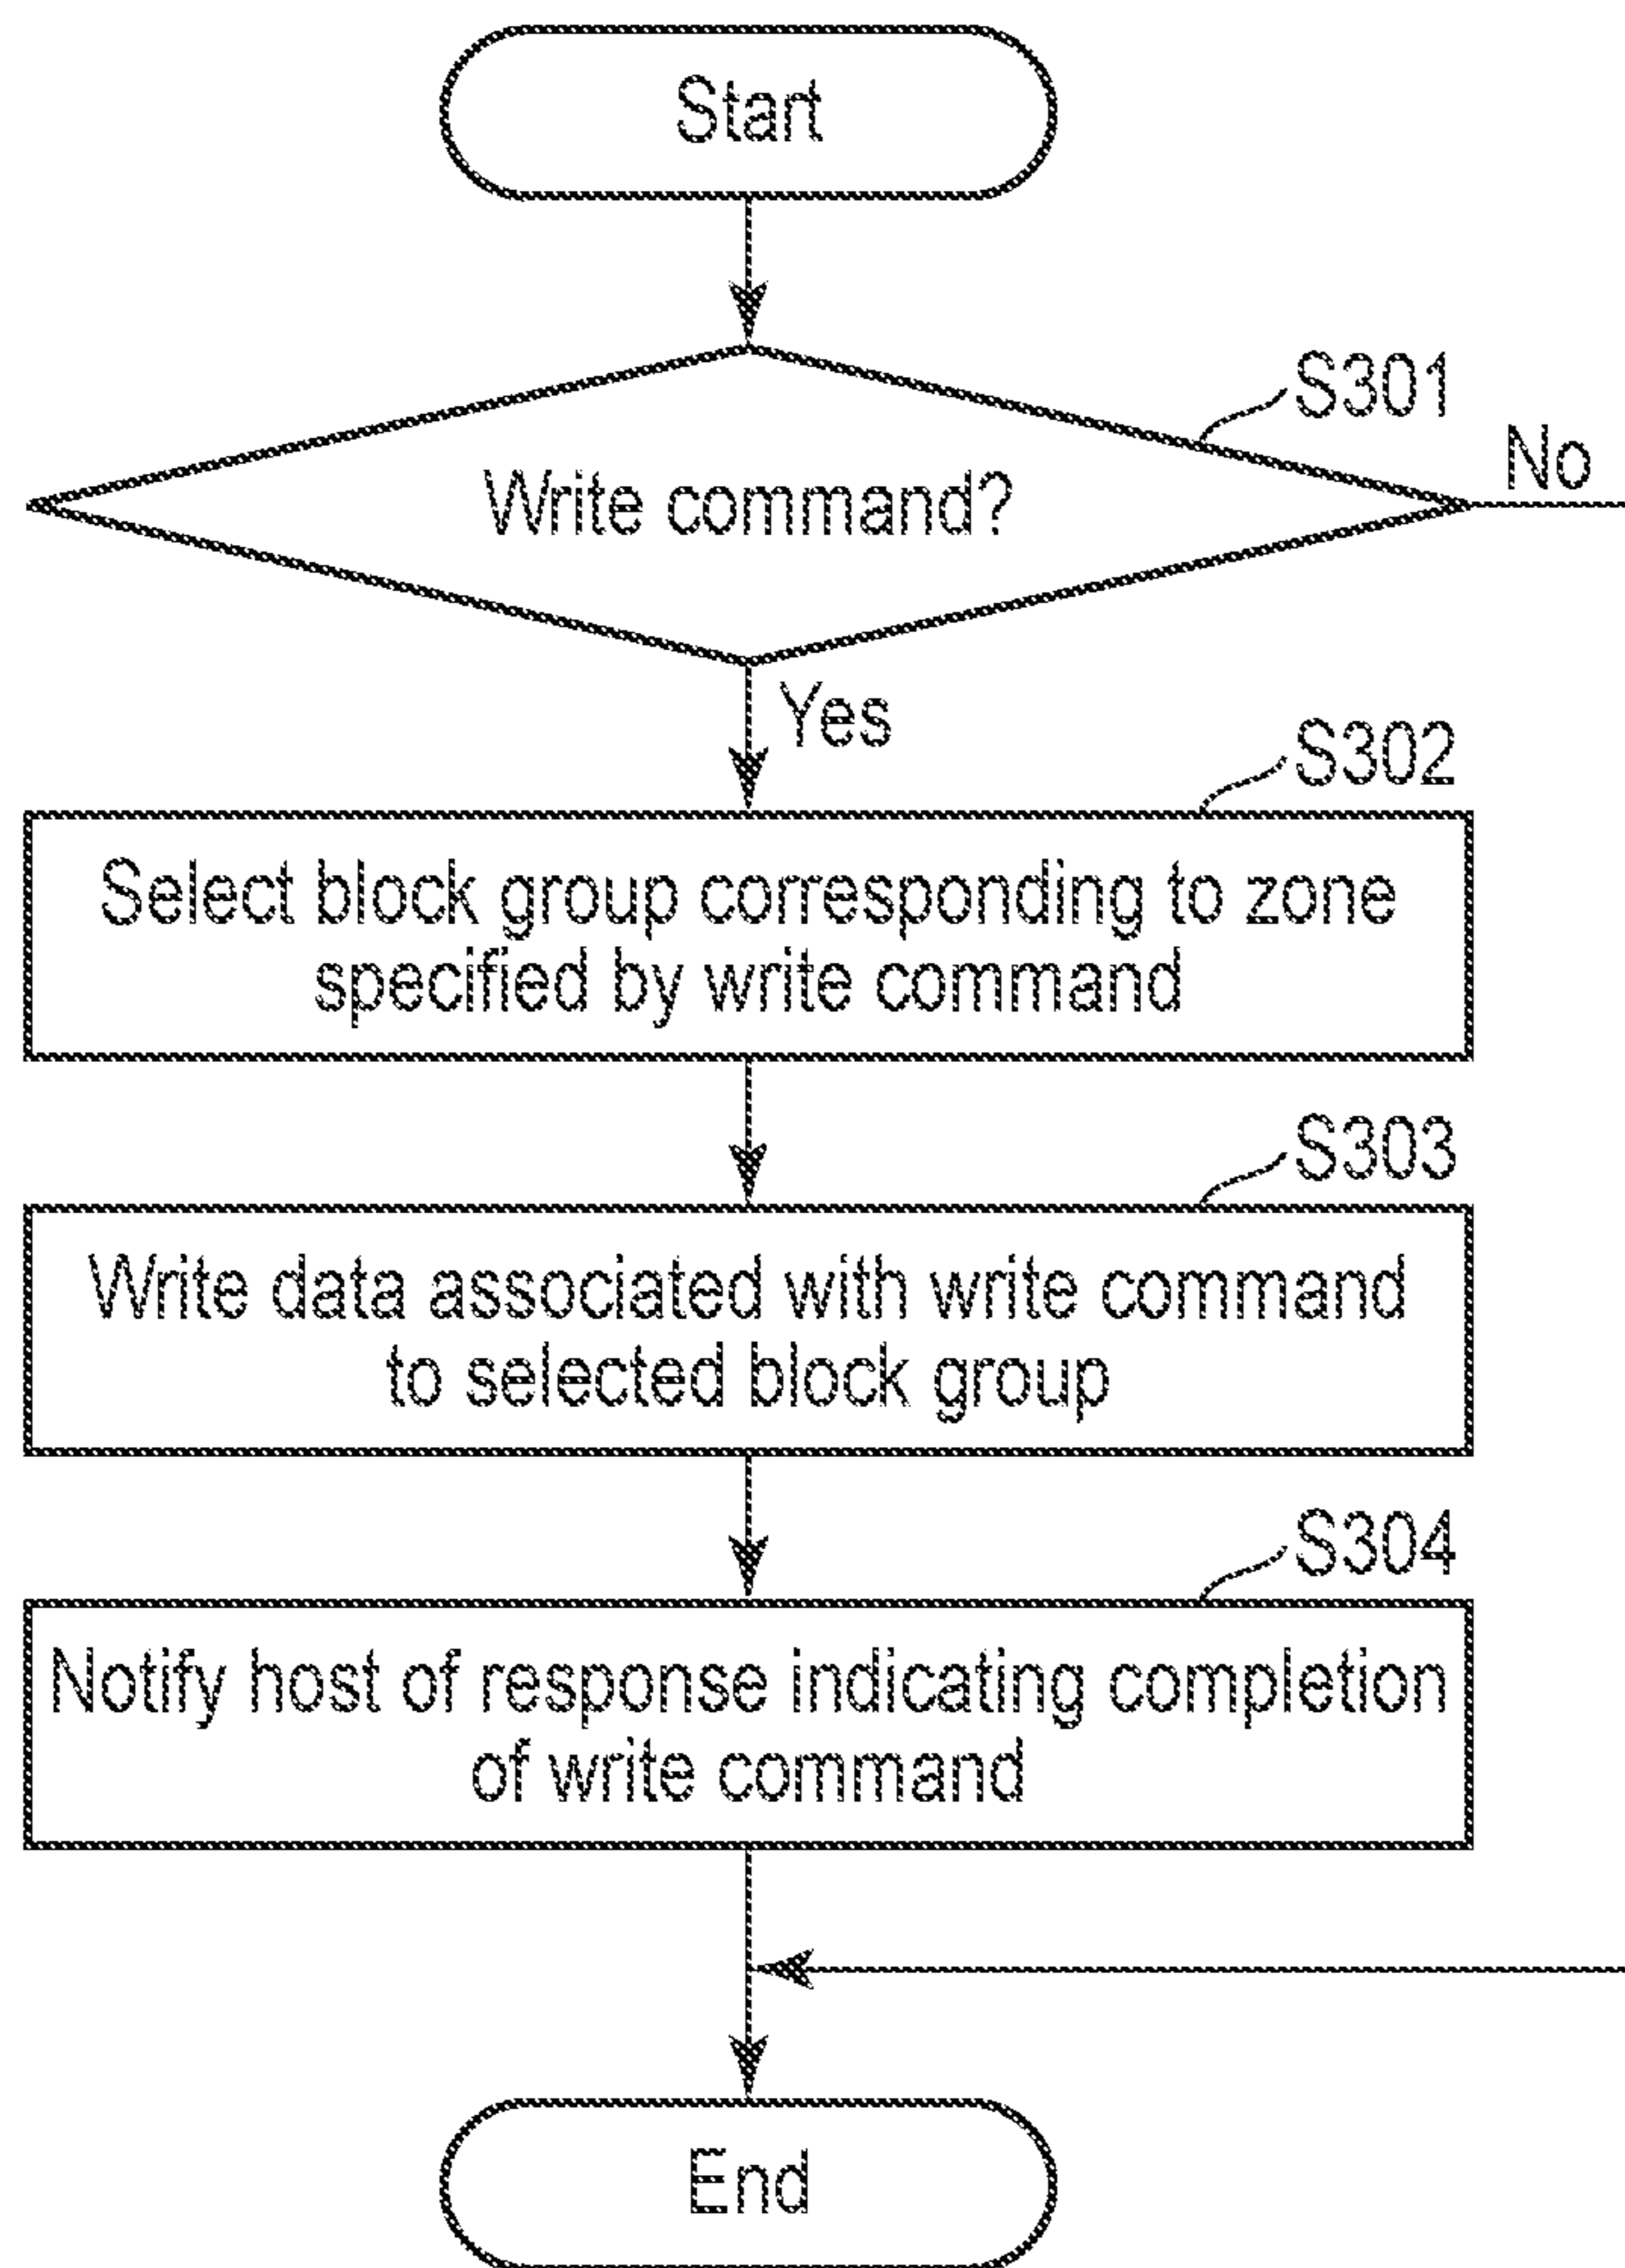 Start
S301
Write command?
No
Yes
S302
Select block group corresponding to zone
specified by write command
S303
Write data associated with write command
to selected block group
S304
Notify host of response indicating completion
of write command
End